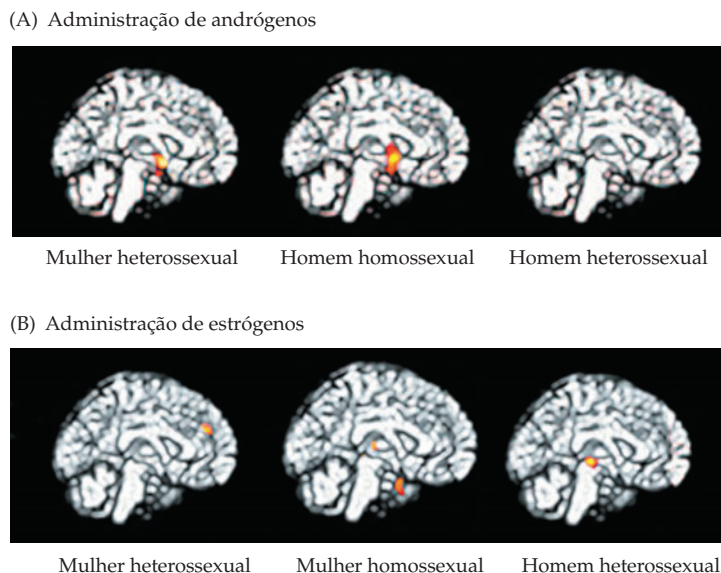 (A) Administração de andrógenos
Mulher heterossexual Homem homossexual Homem heterossexual
(B) Administração de estrógenos
Mulher heterossexual Mulher homossexual Homem heterossexual